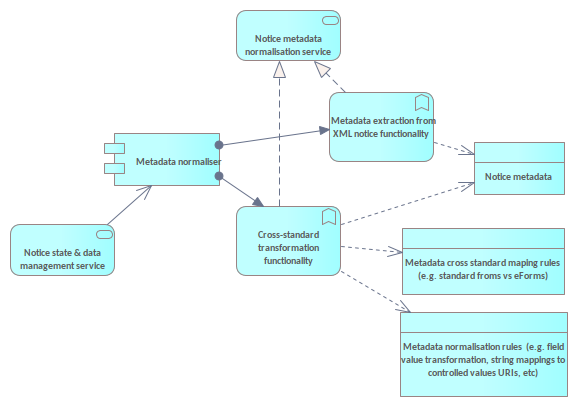 Notice metadata
normalisation service
Metadata extraction from
XML notice functionality
Metadata normaliser
Notice metadata
Cross-standard
transformation
functionality
Notice state & data
management service
Metadata cross standard maping rules
(e.g. standard froms vs eForms)
Metadata normalisation rules (e.g. field
value transformation, string mappings to
controlled values URIs, etc)